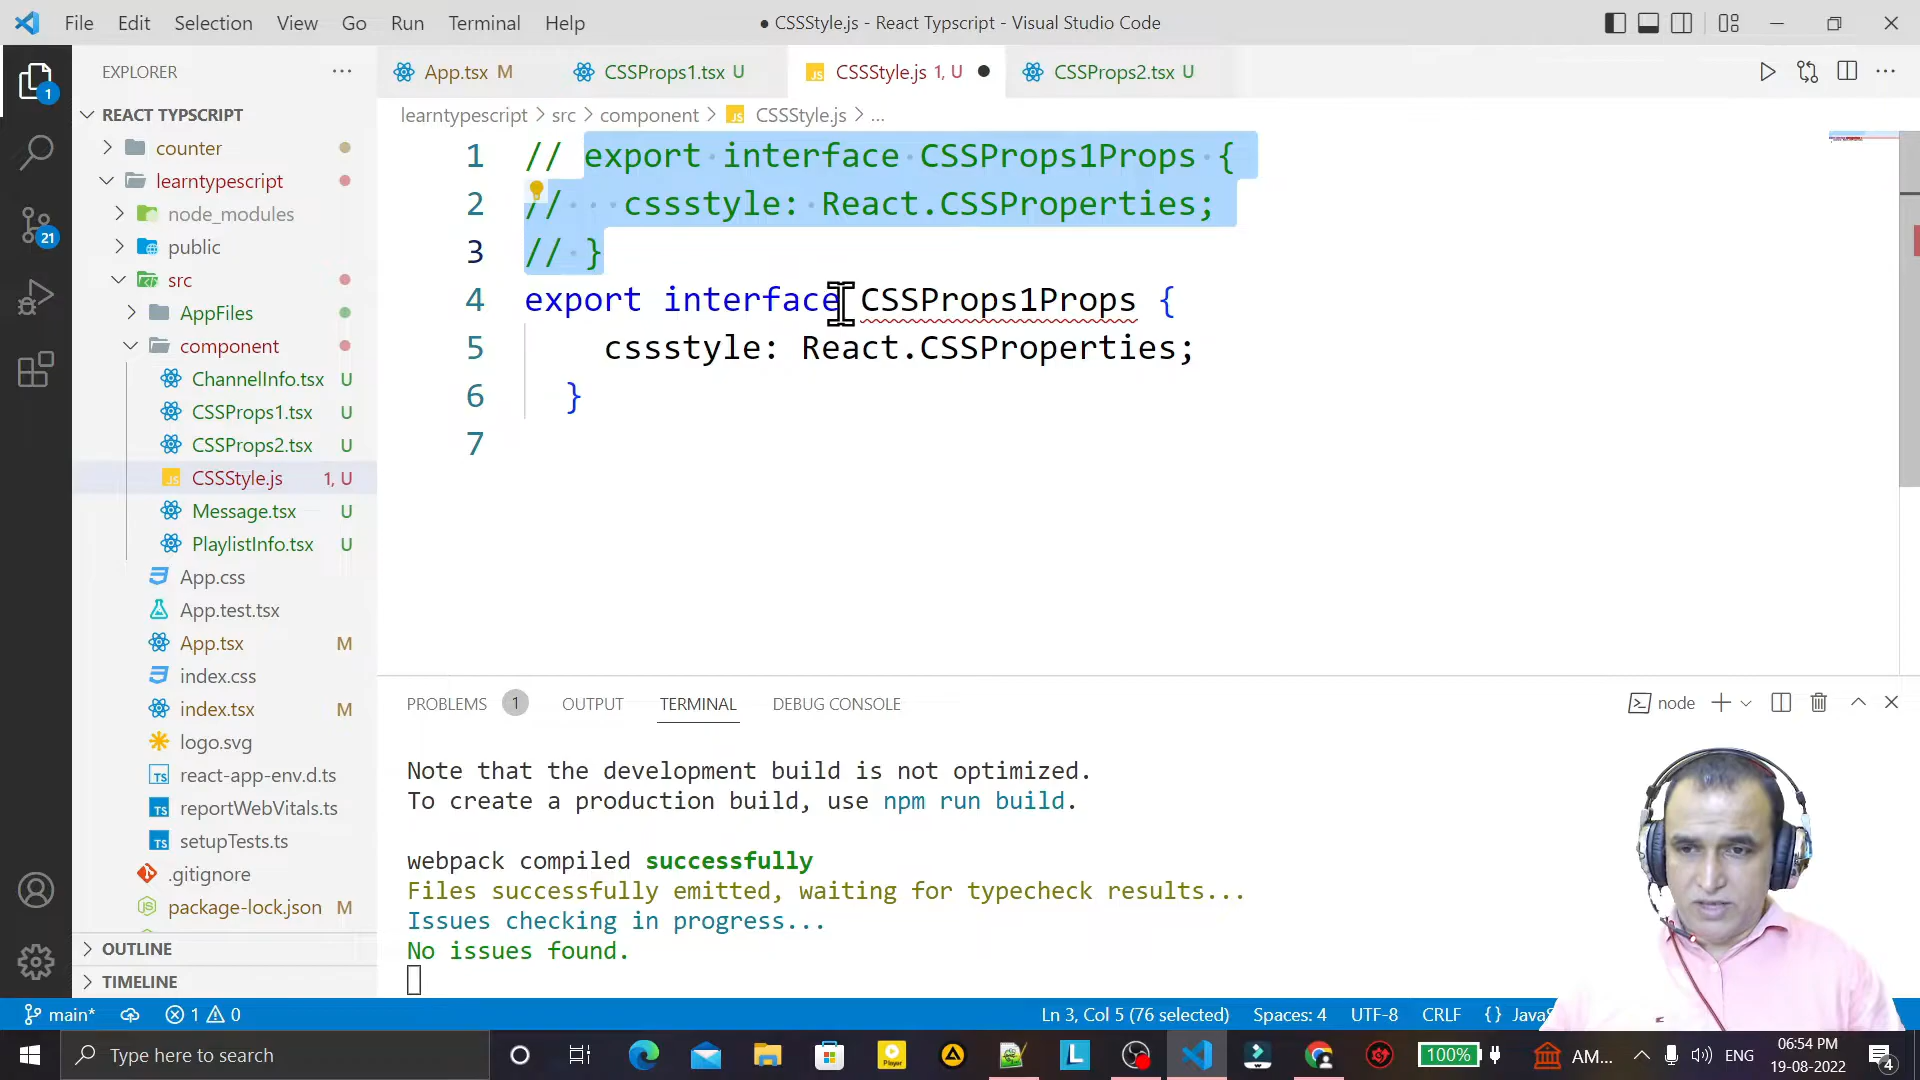 File Edit Selection View Go Run Terminal Help
● CSSStyle.js - React Typscript - Visual Studio Code
EXPLORER
REACT TYPSCRIPT
counter
learntypescript
node_modules
public
src
AppFiles
component
ChannelInfo.tsx U
CSSProps1.tsx U
CSSProps2.tsx U
CSSStyle.js 1, U
Message.tsx U
PlaylistInfo.tsx U
App.css
App.test.tsx
App.tsx M
index.css
index.tsx M
logo.svg
react-app-env.d.ts
reportWebVitals.ts
setupTests.ts
.gitignore
package-lock.json M
OUTLINE
TIMELINE
1
21
App.tsx M CSSProps1.tsx U CSSStyle.js 1, U ● CSSProps2.tsx U
learntypescript > src > component > CSSStyle.js > ...
1 // export interface CSSProps1Props {
2 // cssstyle: React.CSSProperties;
3 // }
4 export interface CSSProps1Props {
5 cssstyle: React.CSSProperties;
6 }
7
PROBLEMS 1 OUTPUT TERMINAL DEBUG CONSOLE
node
Note that the development build is not optimized.
To create a production build, use npm run build.
webpack compiled successfully
Files successfully emitted, waiting for typecheck results...
Issues checking in progress...
No issues found.
main* 1 0
Ln 3, Col 5 (76 selected) Spaces: 4 UTF-8 CRLF {} JavaS
Type here to search
100%
AM...
ENG
06:54 PM
19-08-2022
4